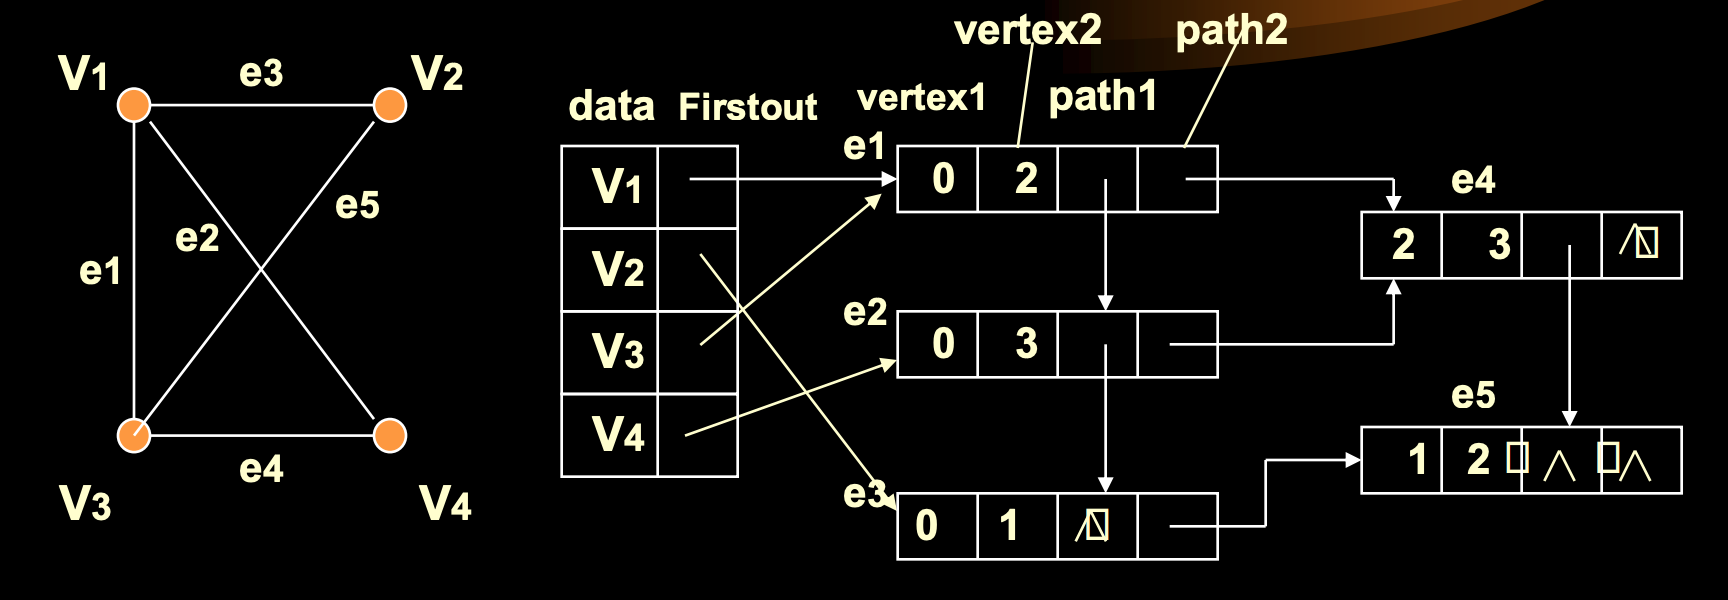 vertex2 path2
V1 e3 V2
data Firstout vertex1 path1
e1
V1 0 2
e4
e5
V2 2 3 ∧
e2
e1
e2
V3 0 3
e5
V4 1 2 ∧ ∧
e4
e3
V3 V4
0 1 ∧